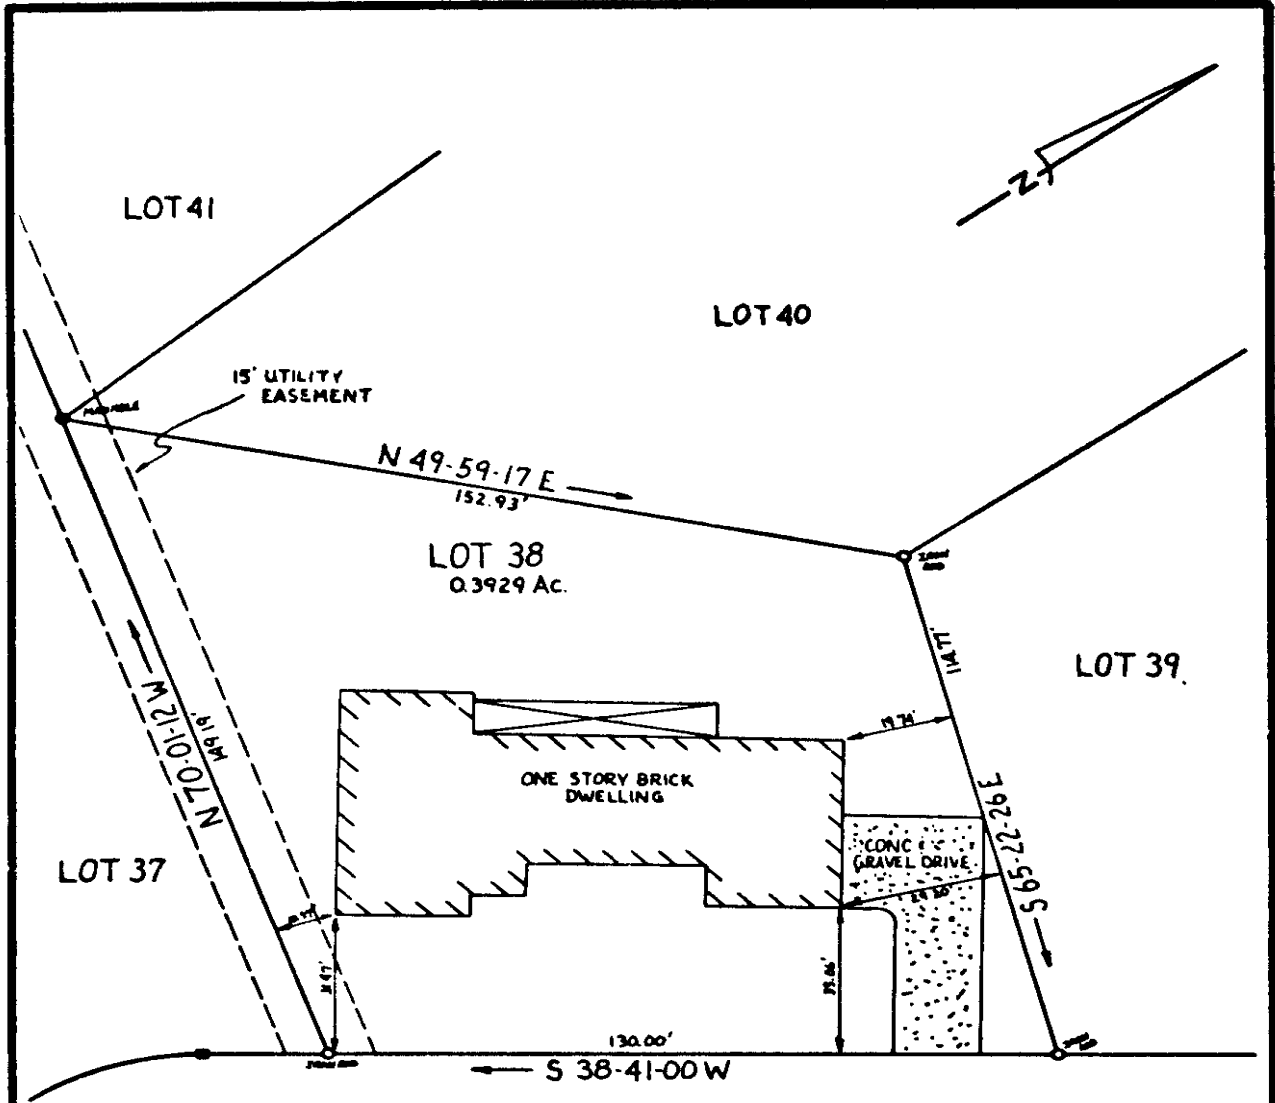 LOT 41
N
LOT 40
15' UTILITY
EASEMENT
N 49-59-17 E
152.93'
LOT 38
0.3929 Ac.
IRON
ROD
114.77'
LOT 39.
N 70-01-12 W
149.19'
19.74'
ONE STORY BRICK
DWELLING
S 65-22-26 E
CONC &
GRAVEL DRIVE
LOT 37
130.00'
S 38-41-00 W